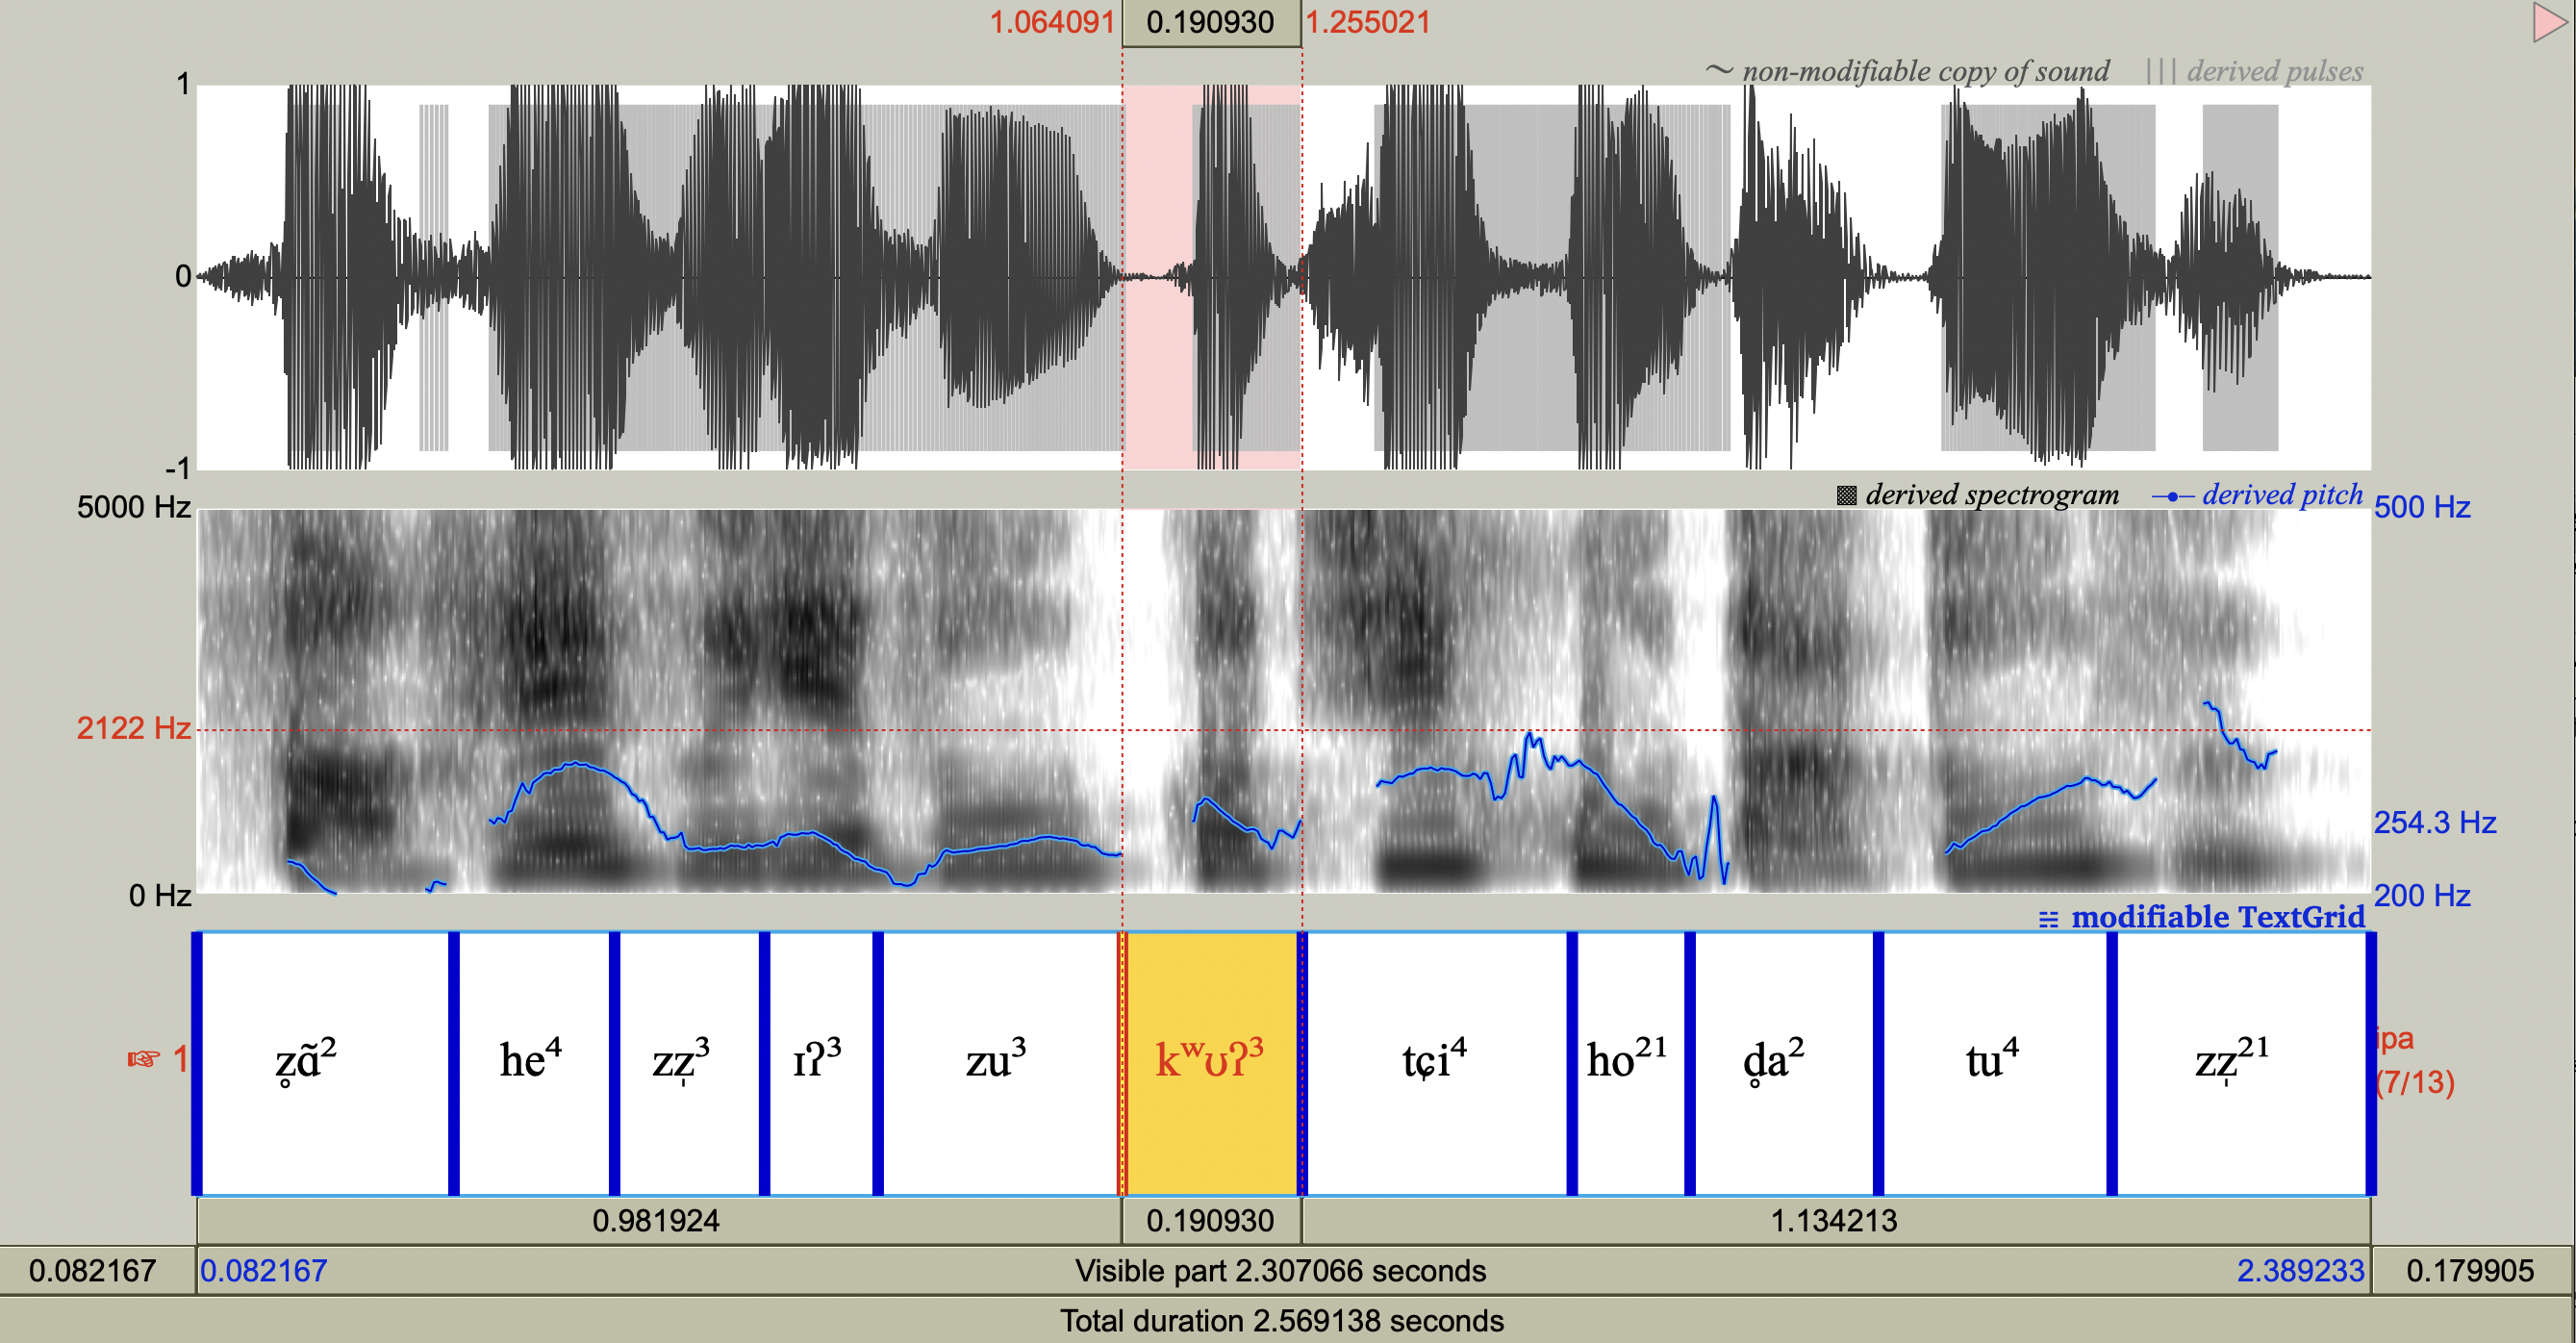 1.064091 0.190930 1.255021
~ non-modifiable copy of sound ||| derived pulses
1
0
-1
5000 Hz derived spectrogram derived pitch 500 Hz
2122 Hz
254.3 Hz
0 Hz 200 Hz
modifiable TextGrid
☞ 1 z̥ɑ̃² he⁴ zz̩³ ɪʔ³ zu³ kʷʊʔ³ tɕi⁴ ho²¹ d̥a² tu⁴ zz̩²¹ ipa
(7/13)
0.981924 0.190930 1.134213
0.082167 0.082167 Visible part 2.307066 seconds 2.389233 0.179905
Total duration 2.569138 seconds